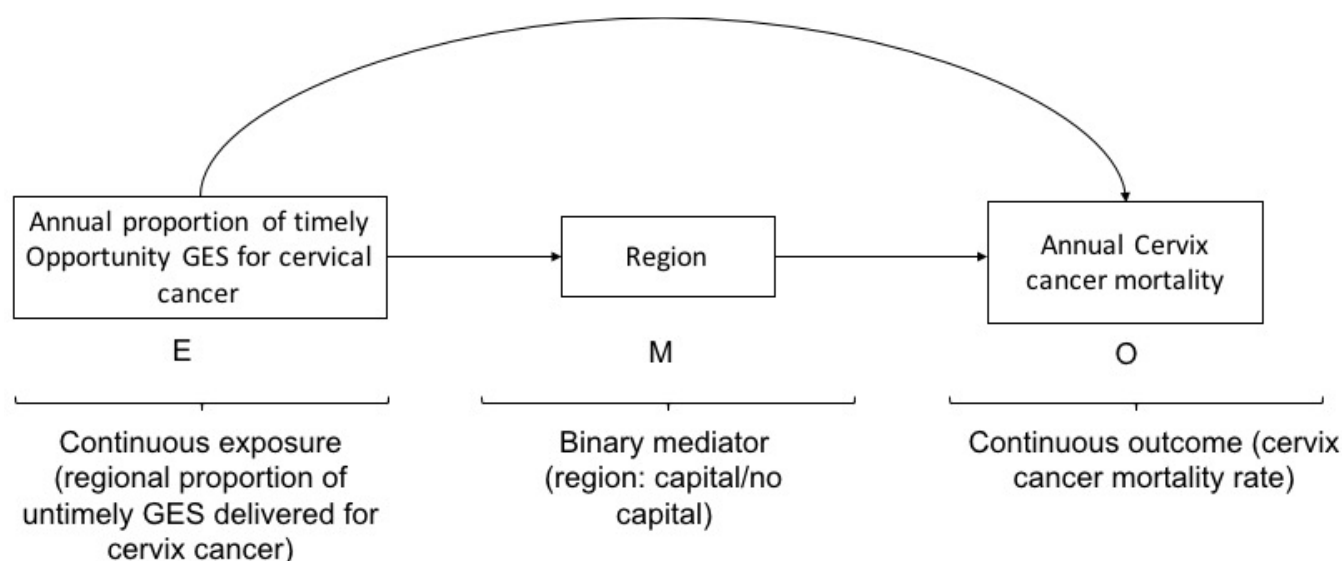 Annual proportion of timely
Opportunity GES for cervical
cancer
Region
Annual Cervix
cancer mortality
E
M
O
Continuous exposure
(regional proportion of
untimely GES delivered for
cervix cancer)
Binary mediator
(region: capital/no
capital)
Continuous outcome (cervix
cancer mortality rate)